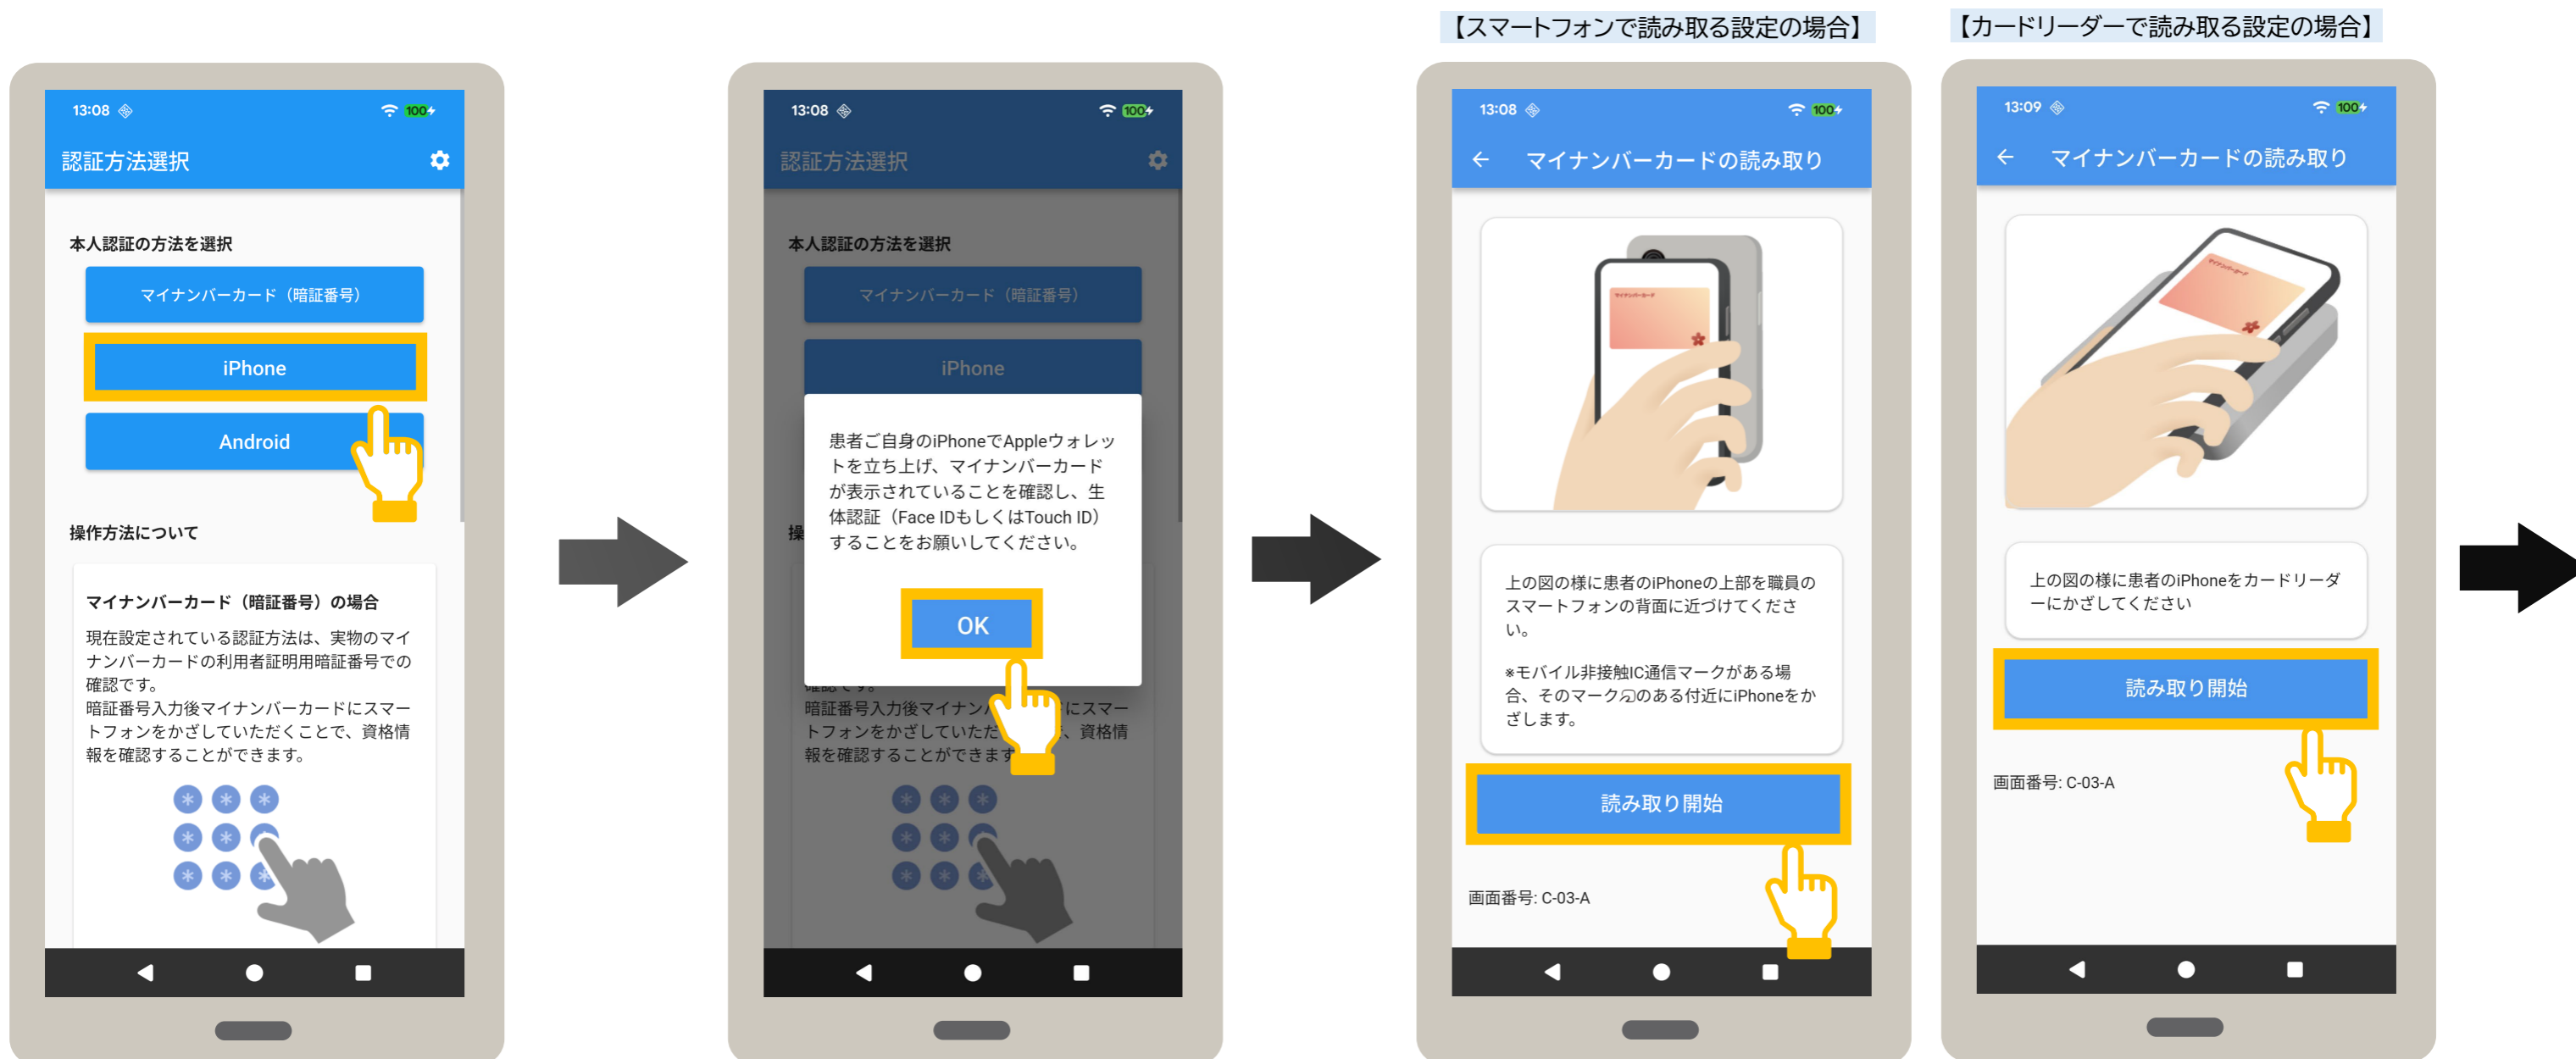 【スマートフォンで読み取る設定の場合】
【カードリーダーで読み取る設定の場合】
13:08
100
認証方法選択
本人認証の方法を選択
マイナンバーカード（暗証番号）
iPhone
Android
操作方法について
マイナンバーカード（暗証番号）の場合
現在設定されている認証方法は、実物のマイ
ナンバーカードの利用者証明用暗証番号での
確認です。
暗証番号入力後マイナンバーカードにスマー
トフォンをかざしていただくことで、資格情
報を確認することができます。
13:08
100
認証方法選択
本人認証の方法を選択
マイナンバーカード（暗証番号）
iPhone
患者ご自身のiPhoneでAppleウォレッ
トを立ち上げ、マイナンバーカード
が表示されていることを確認し、生
体認証（Face IDもしくはTouch ID）
することをお願いしてください。
OK
操
確認です。
暗証番号入力後マイナン にスマー
トフォンをかざしていただ 、資格情
報を確認することができます
13:08
100
マイナンバーカードの読み取り
マイナンバーカード
上の図の様に患者のiPhoneの上部を職員の
スマートフォンの背面に近づけてくださ
い。
*モバイル非接触IC通信マークがある場
合、そのマークのある付近にiPhoneをか
ざします。
読み取り開始
画面番号: C-03-A
13:09
100
マイナンバーカードの読み取り
マイナンバーカード
上の図の様に患者のiPhoneをカードリーダ
ーにかざしてください
読み取り開始
画面番号: C-03-A